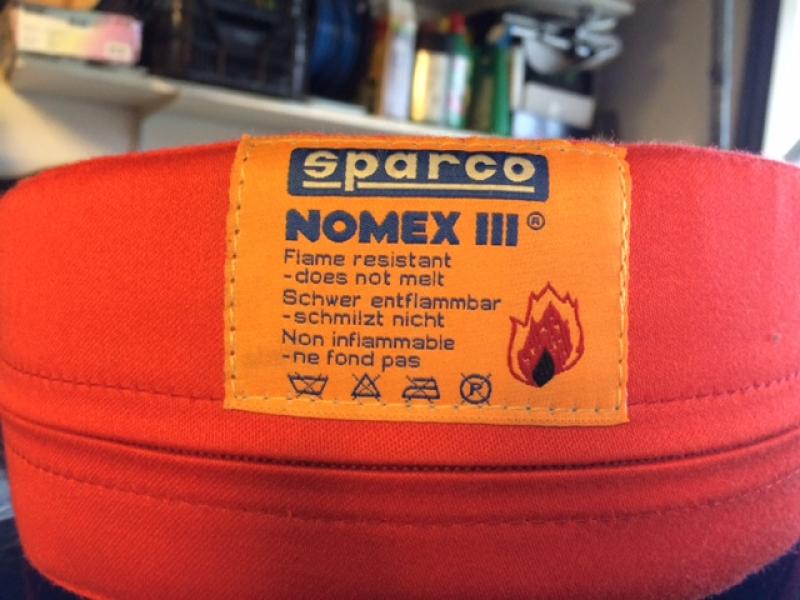 sparco
NOMEX III ®
Flame resistant
-does not melt
Schwer entflammbar
-schmilzt nicht
Non inflammable
-ne fond pas
P